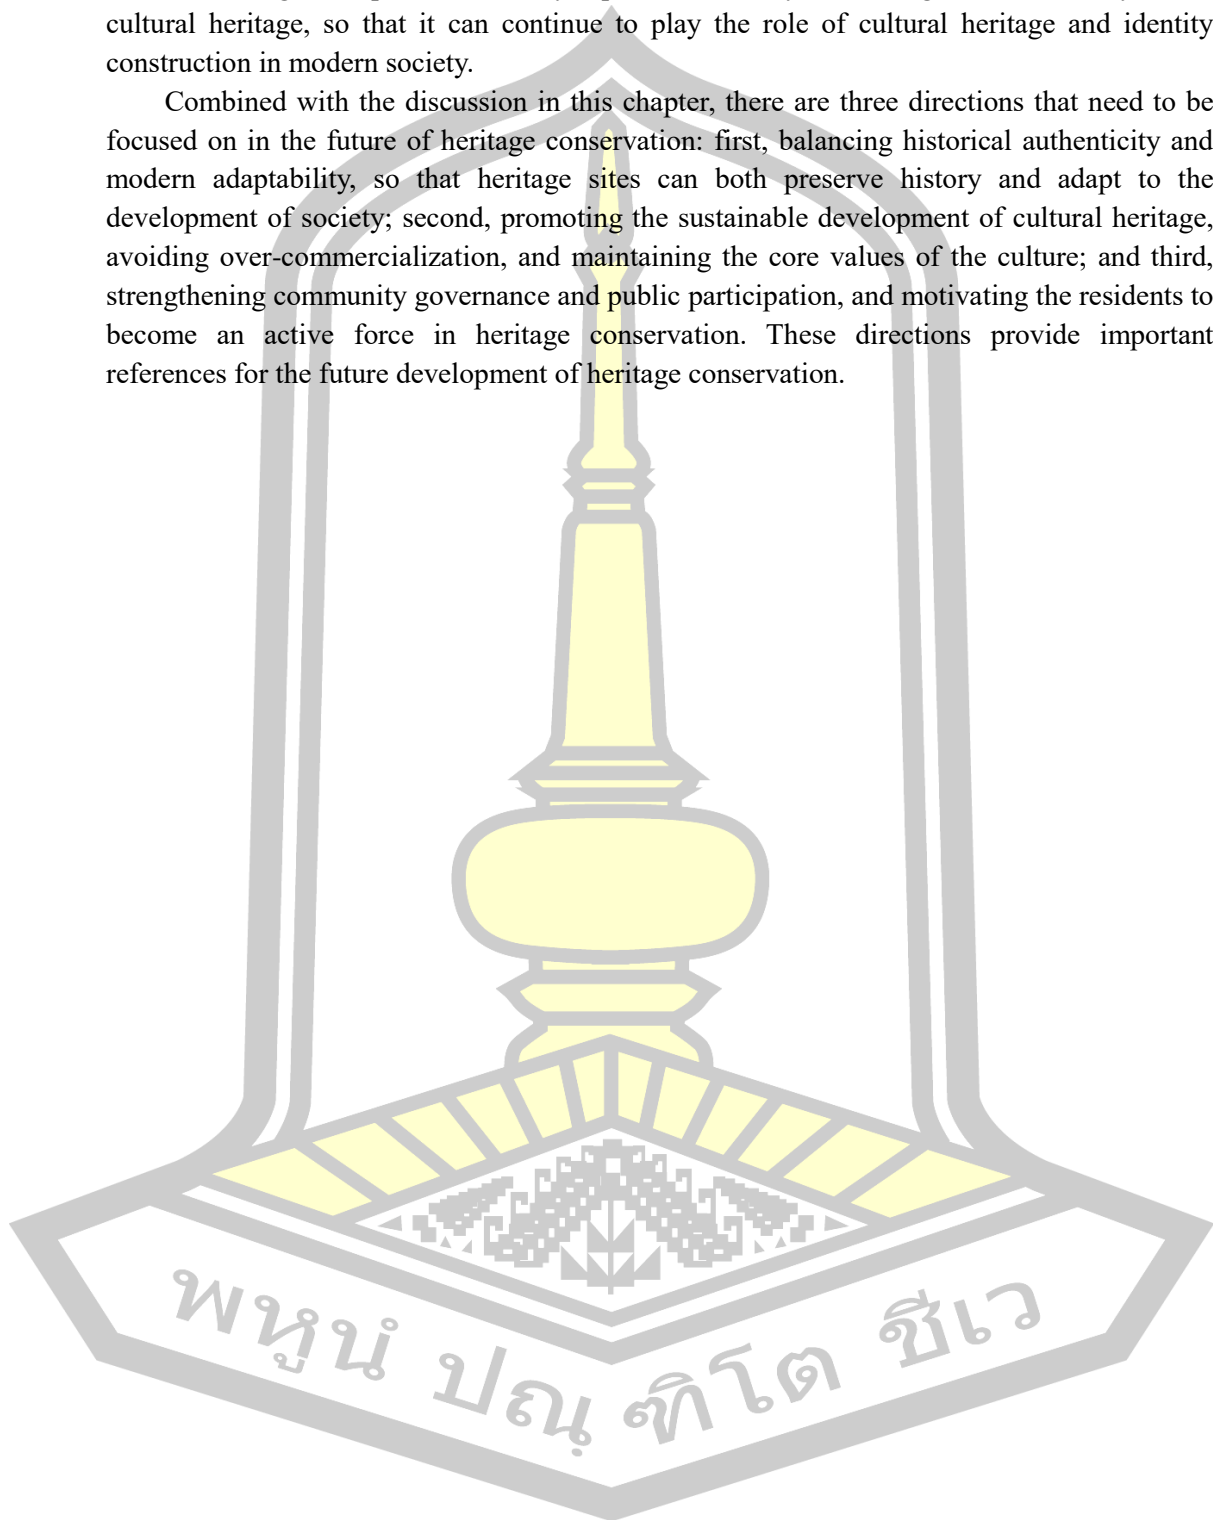 cultural heritage, so that it can continue to play the role of cultural heritage and identity
construction in modern society.
Combined with the discussion in this chapter, there are three directions that need to be
focused on in the future of heritage conservation: first, balancing historical authenticity and
modern adaptability, so that heritage sites can both preserve history and adapt to the
development of society; second, promoting the sustainable development of cultural heritage,
avoiding over-commercialization, and maintaining the core values of the culture; and third,
strengthening community governance and public participation, and motivating the residents to
become an active force in heritage conservation. These directions provide important
references for the future development of heritage conservation.
พหูนํ ปณฺฑิโต ชีเว